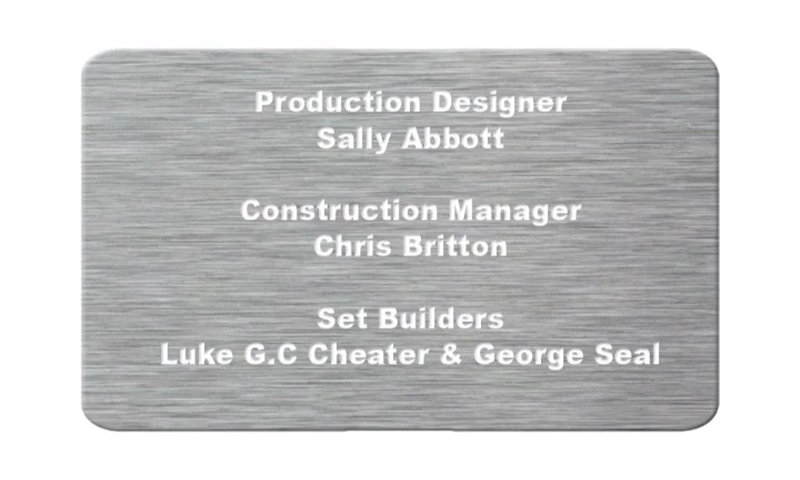 Production Designer
Sally Abbott
Construction Manager
Chris Britton
Set Builders
Luke G.C Cheater & George Seal